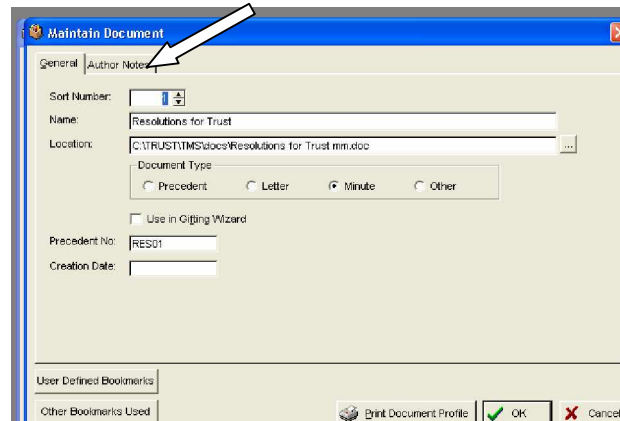 Maintain Document
General Author Notes
Sort Number: 1
Name: Resolutions for Trust
Location: C:\TRUST\TMS\docs\Resolutions for Trust mm.doc ...
Document Type
Precedent Letter Minute Other
Use in Gifting Wizard
Precedent No: RES01
Creation Date:
User Defined Bookmarks
Other Bookmarks Used Print Document Profile OK Cancel